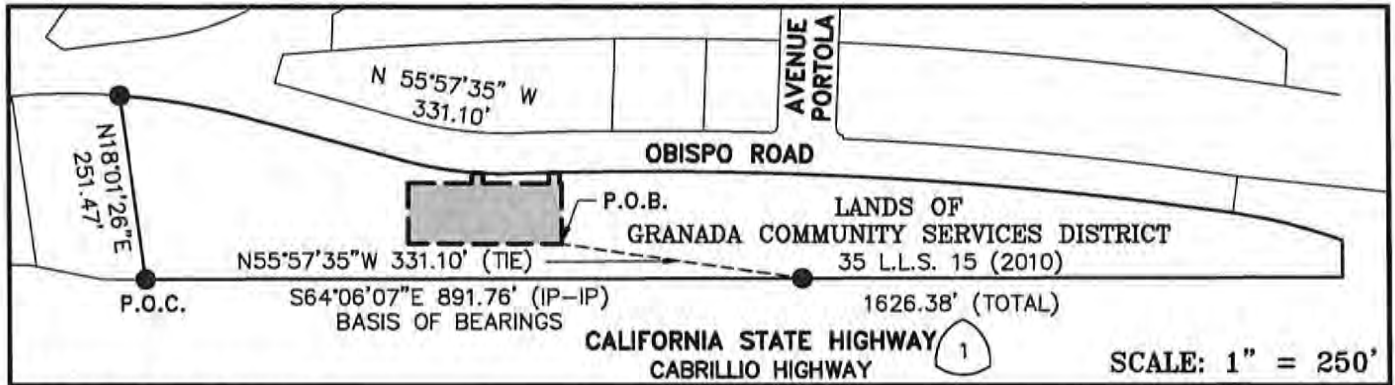 N 55°57'35" W
331.10'
AVENUE
PORTOLA
N18°01'26"E
251.47'
OBISPO ROAD
P.O.B.
LANDS OF
GRANADA COMMUNITY SERVICES DISTRICT
35 L.L.S. 15 (2010)
N55°57'35"W 331.10' (TIE)
P.O.C.
S64°06'07"E 891.76' (IP-IP)
BASIS OF BEARINGS
1626.38' (TOTAL)
CALIFORNIA STATE HIGHWAY
1
CABRILLIO HIGHWAY
SCALE: 1" = 250'